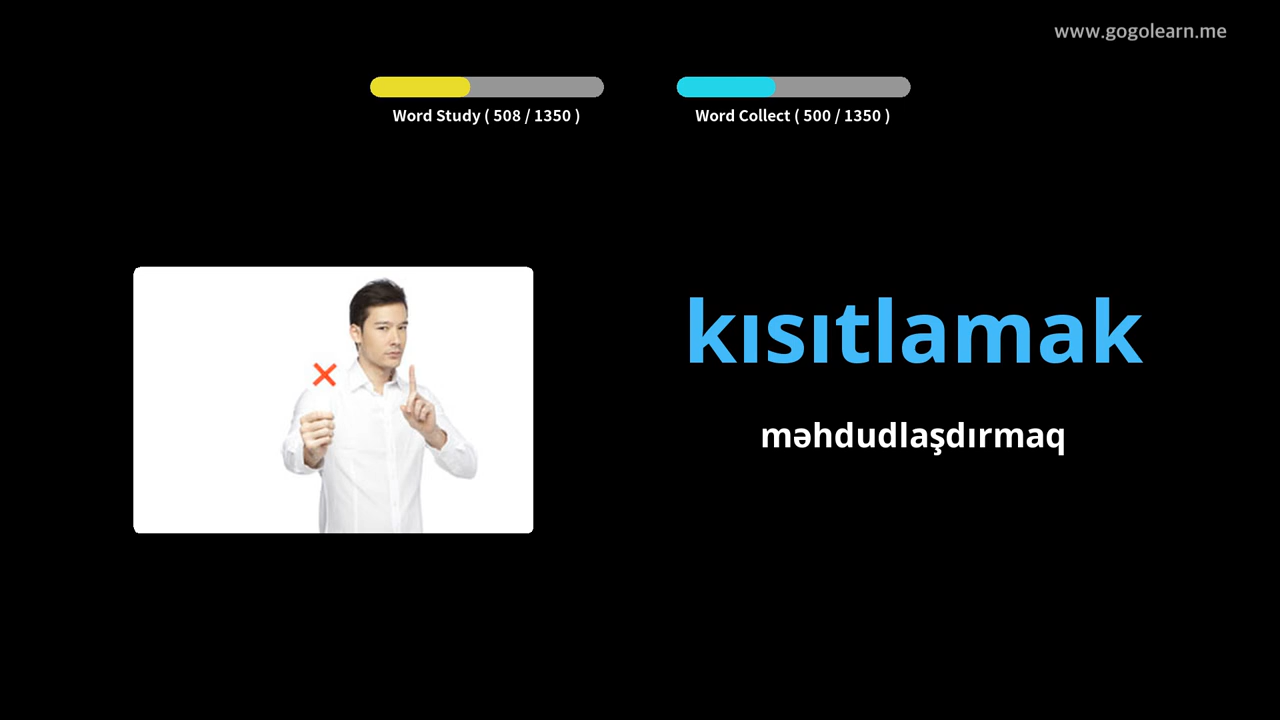 www.gogolearn.me
Word Study ( 508 / 1350 )
Word Collect ( 500 / 1350 )
kısıtlamak
məhdudlaşdırmaq